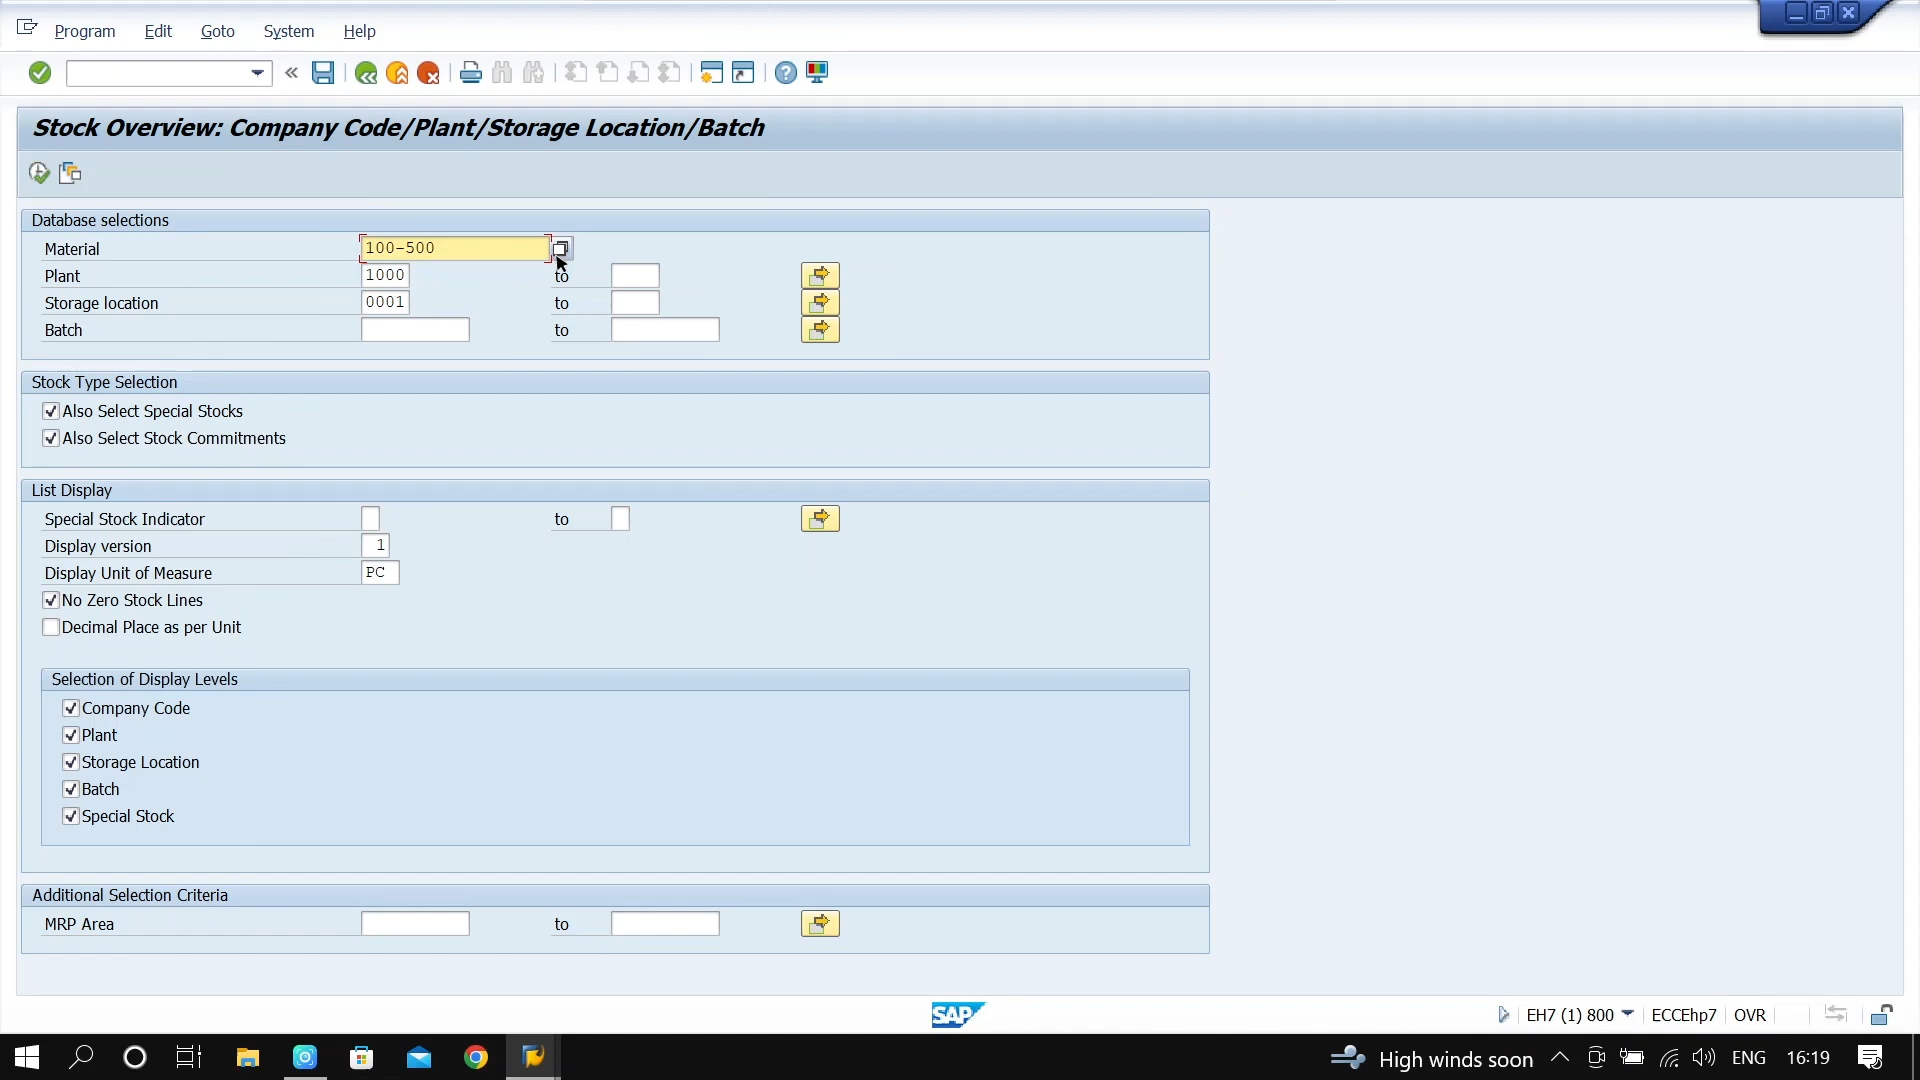 Program Edit Goto System Help
Stock Overview: Company Code/Plant/Storage Location/Batch
Database selections
Material 100-500
Plant 1000 to
Storage location 0001 to
Batch to
Stock Type Selection
Also Select Special Stocks
Also Select Stock Commitments
List Display
Special Stock Indicator to
Display version 1
Display Unit of Measure PC
No Zero Stock Lines
Decimal Place as per Unit
Selection of Display Levels
Company Code
Plant
Storage Location
Batch
Special Stock
Additional Selection Criteria
MRP Area to
SAP EH7 (1) 800 ECCEhp7 OVR
High winds soon ENG 16:19